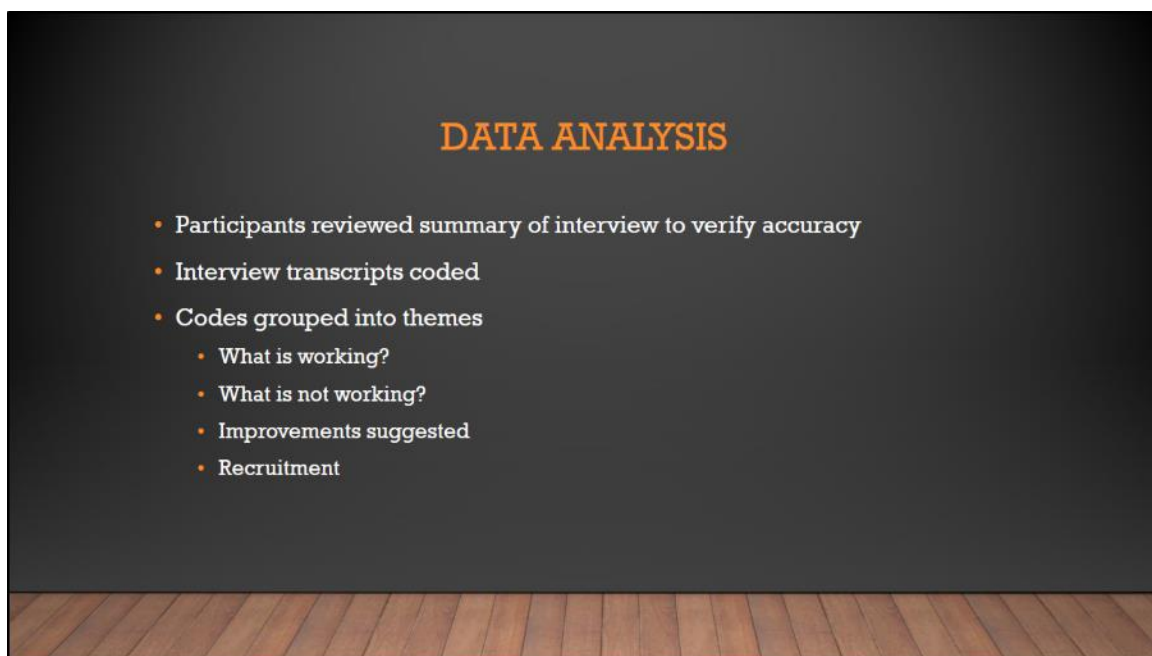 DATA ANALYSIS
• Participants reviewed summary of interview to verify accuracy
• Interview transcripts coded
• Codes grouped into themes
• What is working?
• What is not working?
• Improvements suggested
• Recruitment